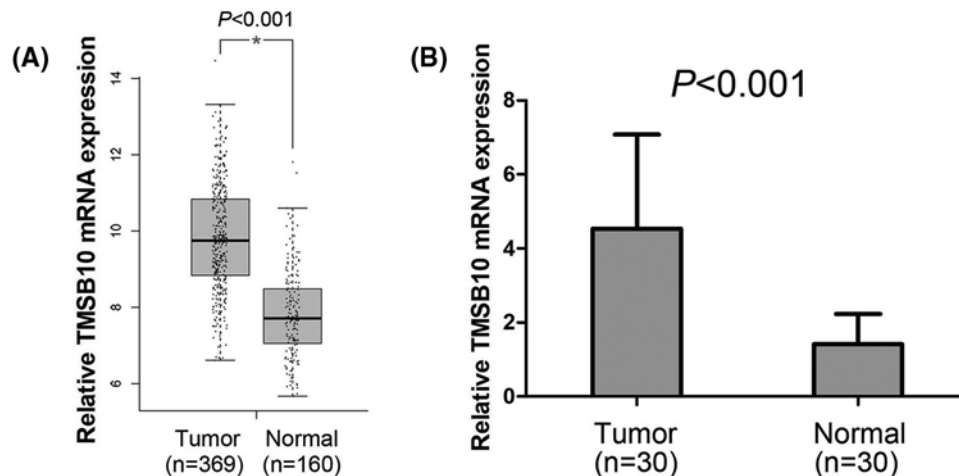 (A)
P<0.001
*
Relative TMSB10 mRNA expression
14
12
10
8
6
Tumor
(n=369)
Normal
(n=160)
(B)
P<0.001
Relative TMSB10 mRNA expression
8
6
4
2
0
Tumor
(n=30)
Normal
(n=30)